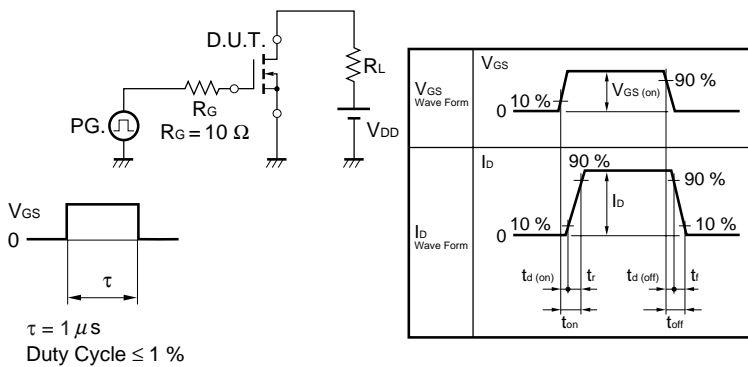 D.U.T.
RL
PG.
RG
RG = 10 Ω
VDD
VGS
0
τ
τ = 1 μs
Duty Cycle ≤ 1 %
VGS
Wave Form
VGS
10 %
0
VGS (on)
90 %
ID
Wave Form
ID
90 %
90 %
10 %
0
ID
10 %
td (on)
tr
td (off)
tf
ton
toff